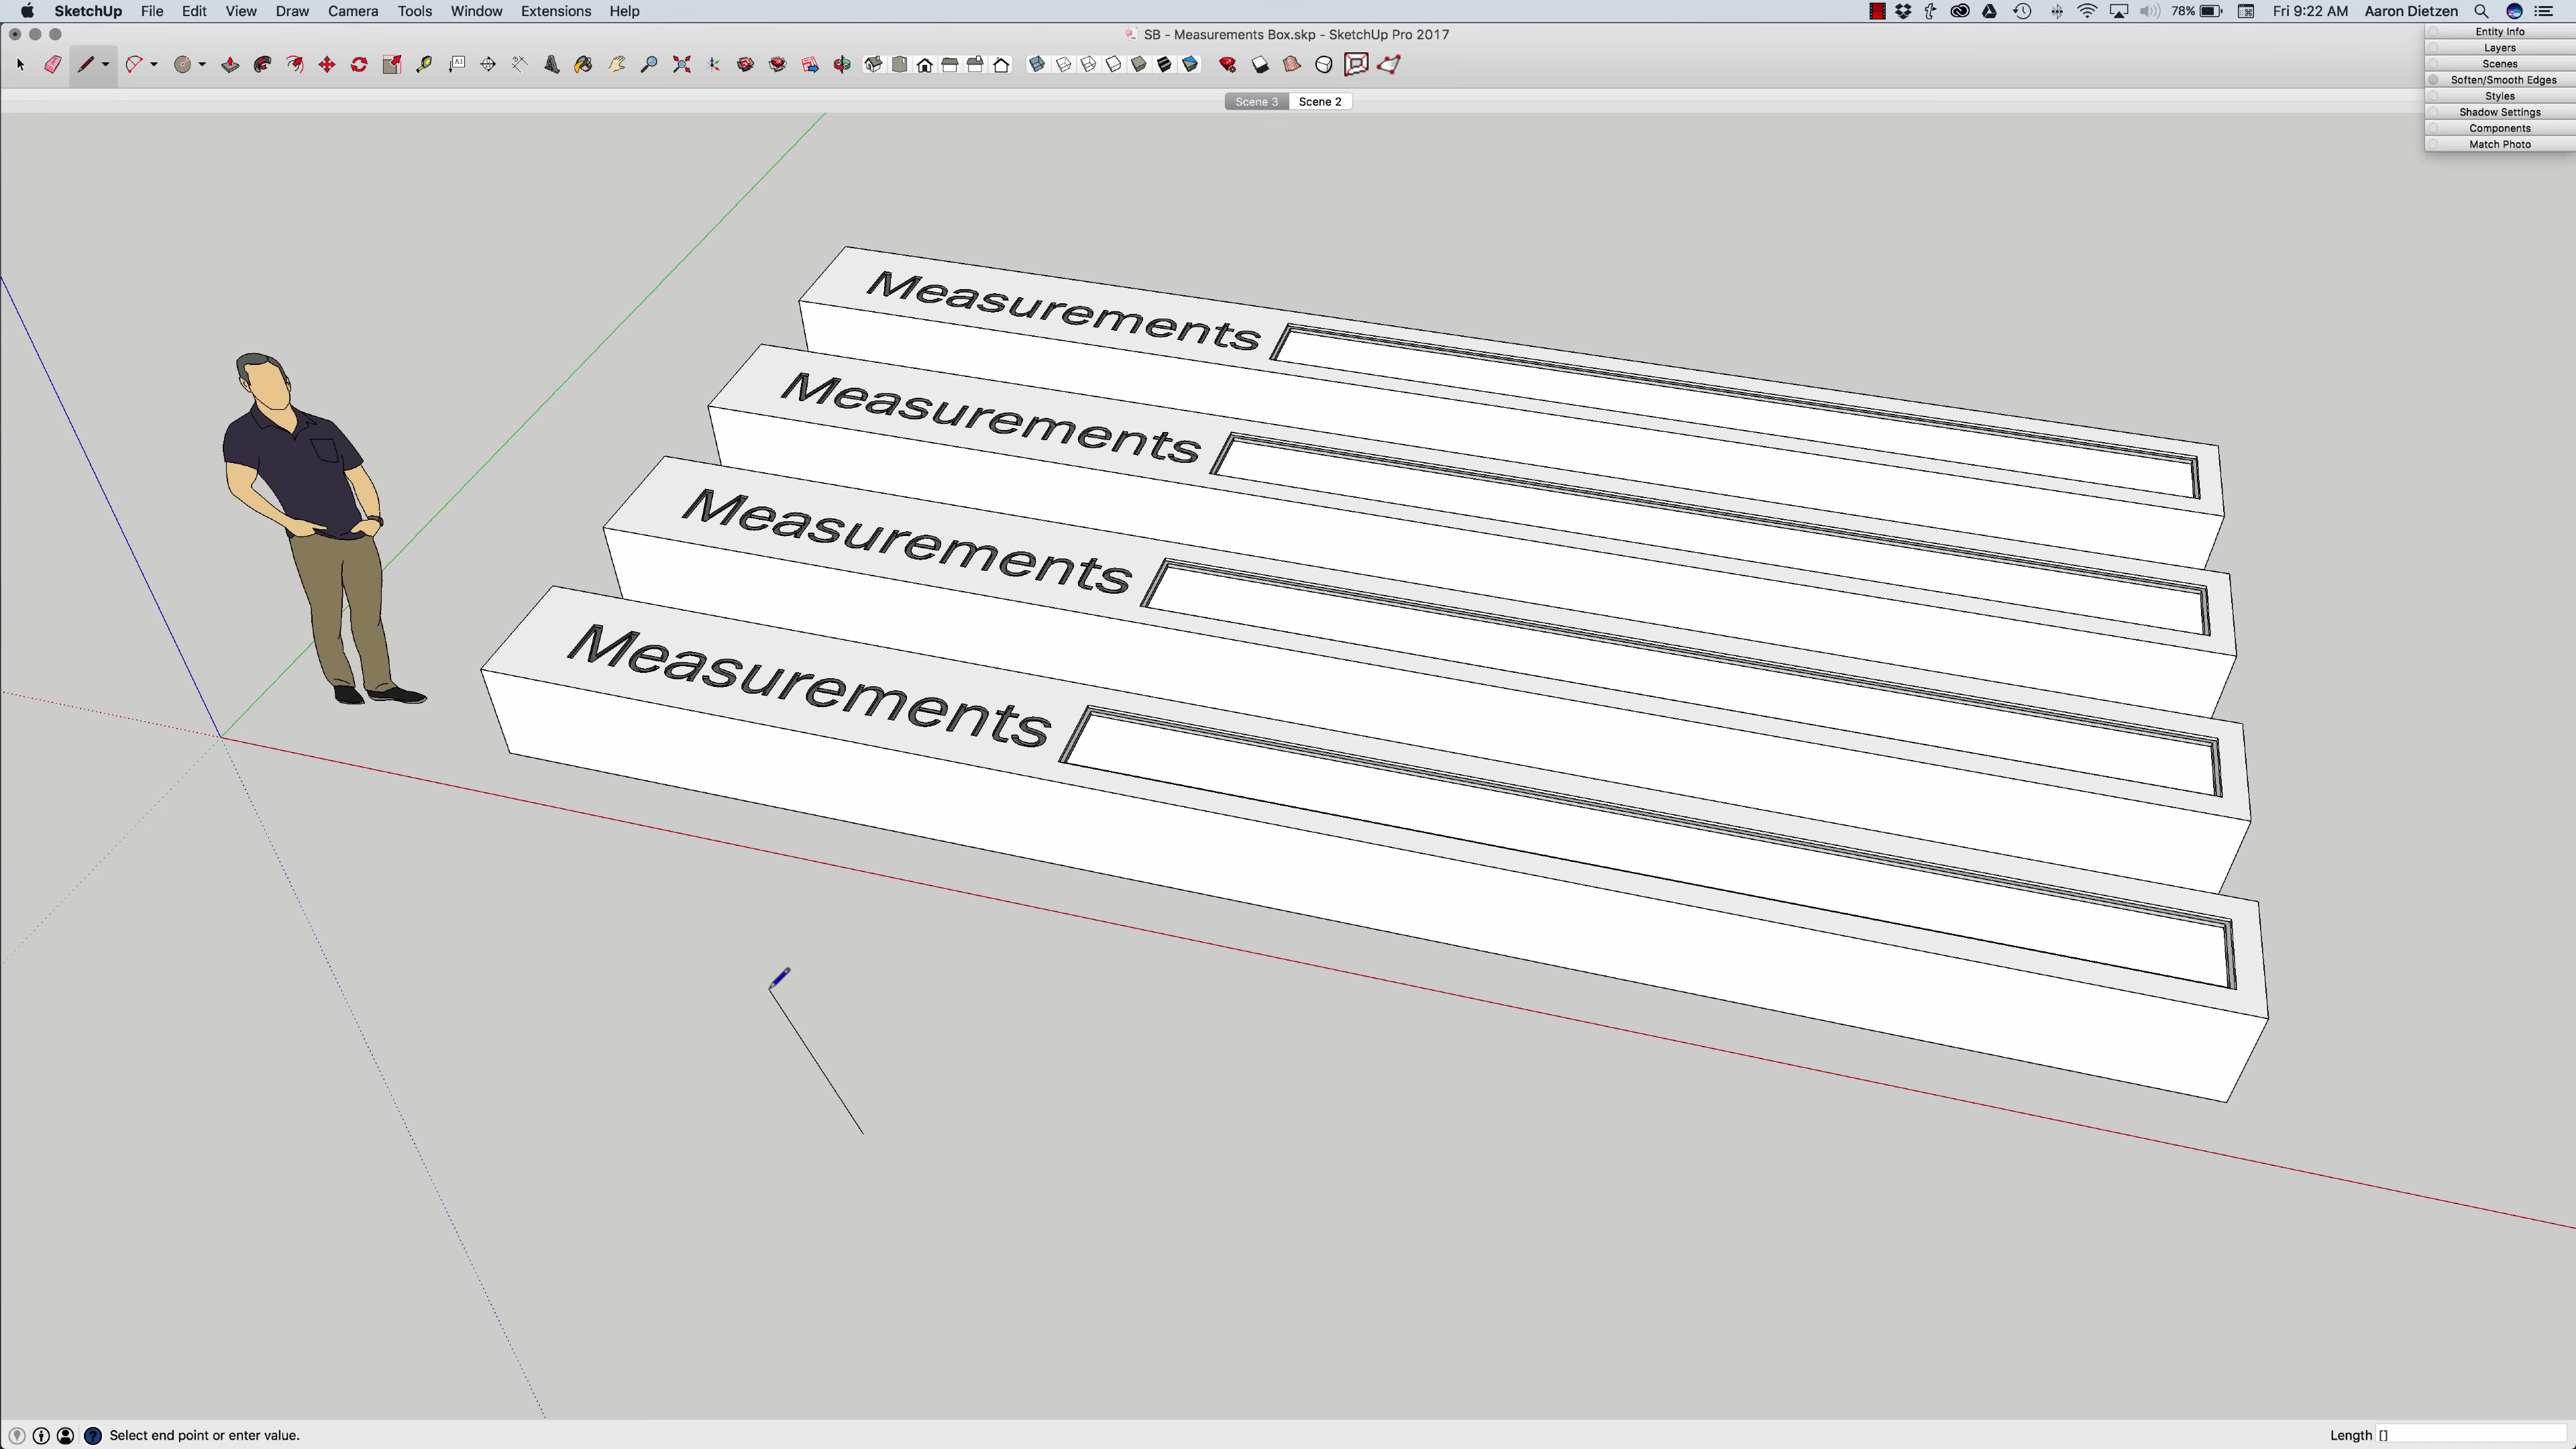 SketchUp File Edit View Draw Camera Tools Window Extensions Help 78% Fri 9:22 AM Aaron Dietzen
SB - Measurements Box.skp - SketchUp Pro 2017
Entity Info
Layers
Scenes
Soften/Smooth Edges
Styles
Shadow Settings
Components
Match Photo
A1
Scene 3 Scene 2
Measurements
Measurements
Measurements
Measurements
? Select end point or enter value. Length []